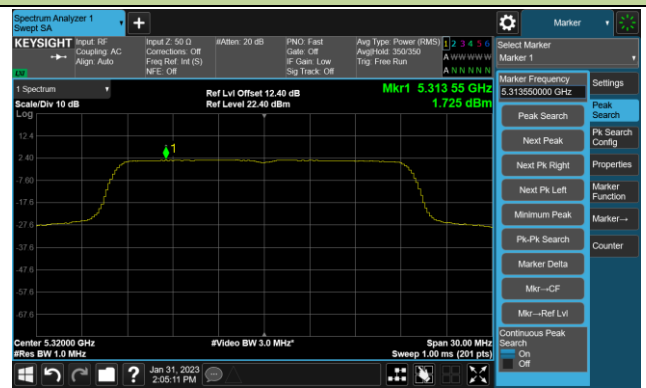 Spectrum Analyzer 1
Swept SA
Marker
KEYSIGHT
Input: RF
Coupling: AC
Align: Auto
Input Z: 50 Ω
Corrections: Off
Freq Ref: Int (S)
NFE: Off
#Atten: 20 dB
PNO: Fast
Gate: Off
IF Gain: Low
Sig Track: Off
Avg Type: Power (RMS)
Avg|Hold: 350/350
Trig: Free Run
1 2 3 4 5 6
A W W W W W
A N N N N N
Select Marker
Marker 1
1 Spectrum
Scale/Div 10 dB
Log
Ref Lvl Offset 12.40 dB
Ref Level 22.40 dBm
Mkr1 5.313 55 GHz
1.725 dBm
12.4
2.40
-7.60
-17.6
-27.6
-37.6
-47.6
-57.6
-67.6
1
Center 5.32000 GHz
#Res BW 1.0 MHz
#Video BW 3.0 MHz*
Span 30.00 MHz
Sweep 1.00 ms (201 pts)
Marker Frequency
5.313550000 GHz
Peak Search
Next Peak
Next Pk Right
Next Pk Left
Minimum Peak
Pk-Pk Search
Marker Delta
Mkr→CF
Mkr→Ref Lvl
Continuous Peak
Search
On
Off
Settings
Peak
Search
Pk Search
Config
Properties
Marker
Function
Marker→
Counter
Jan 31, 2023
2:05:11 PM